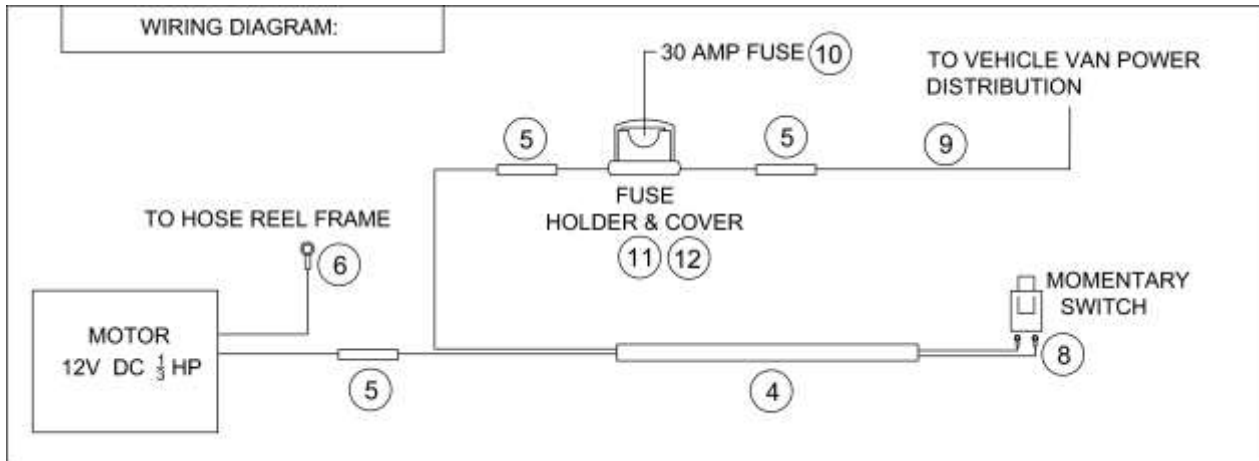 WIRING DIAGRAM:
30 AMP FUSE 10
TO VEHICLE VAN POWER
DISTRIBUTION
5
5
9
FUSE
HOLDER & COVER
11 12
TO HOSE REEL FRAME
6
MOMENTARY
SWITCH
8
MOTOR
12V DC 1/3 HP
5
4